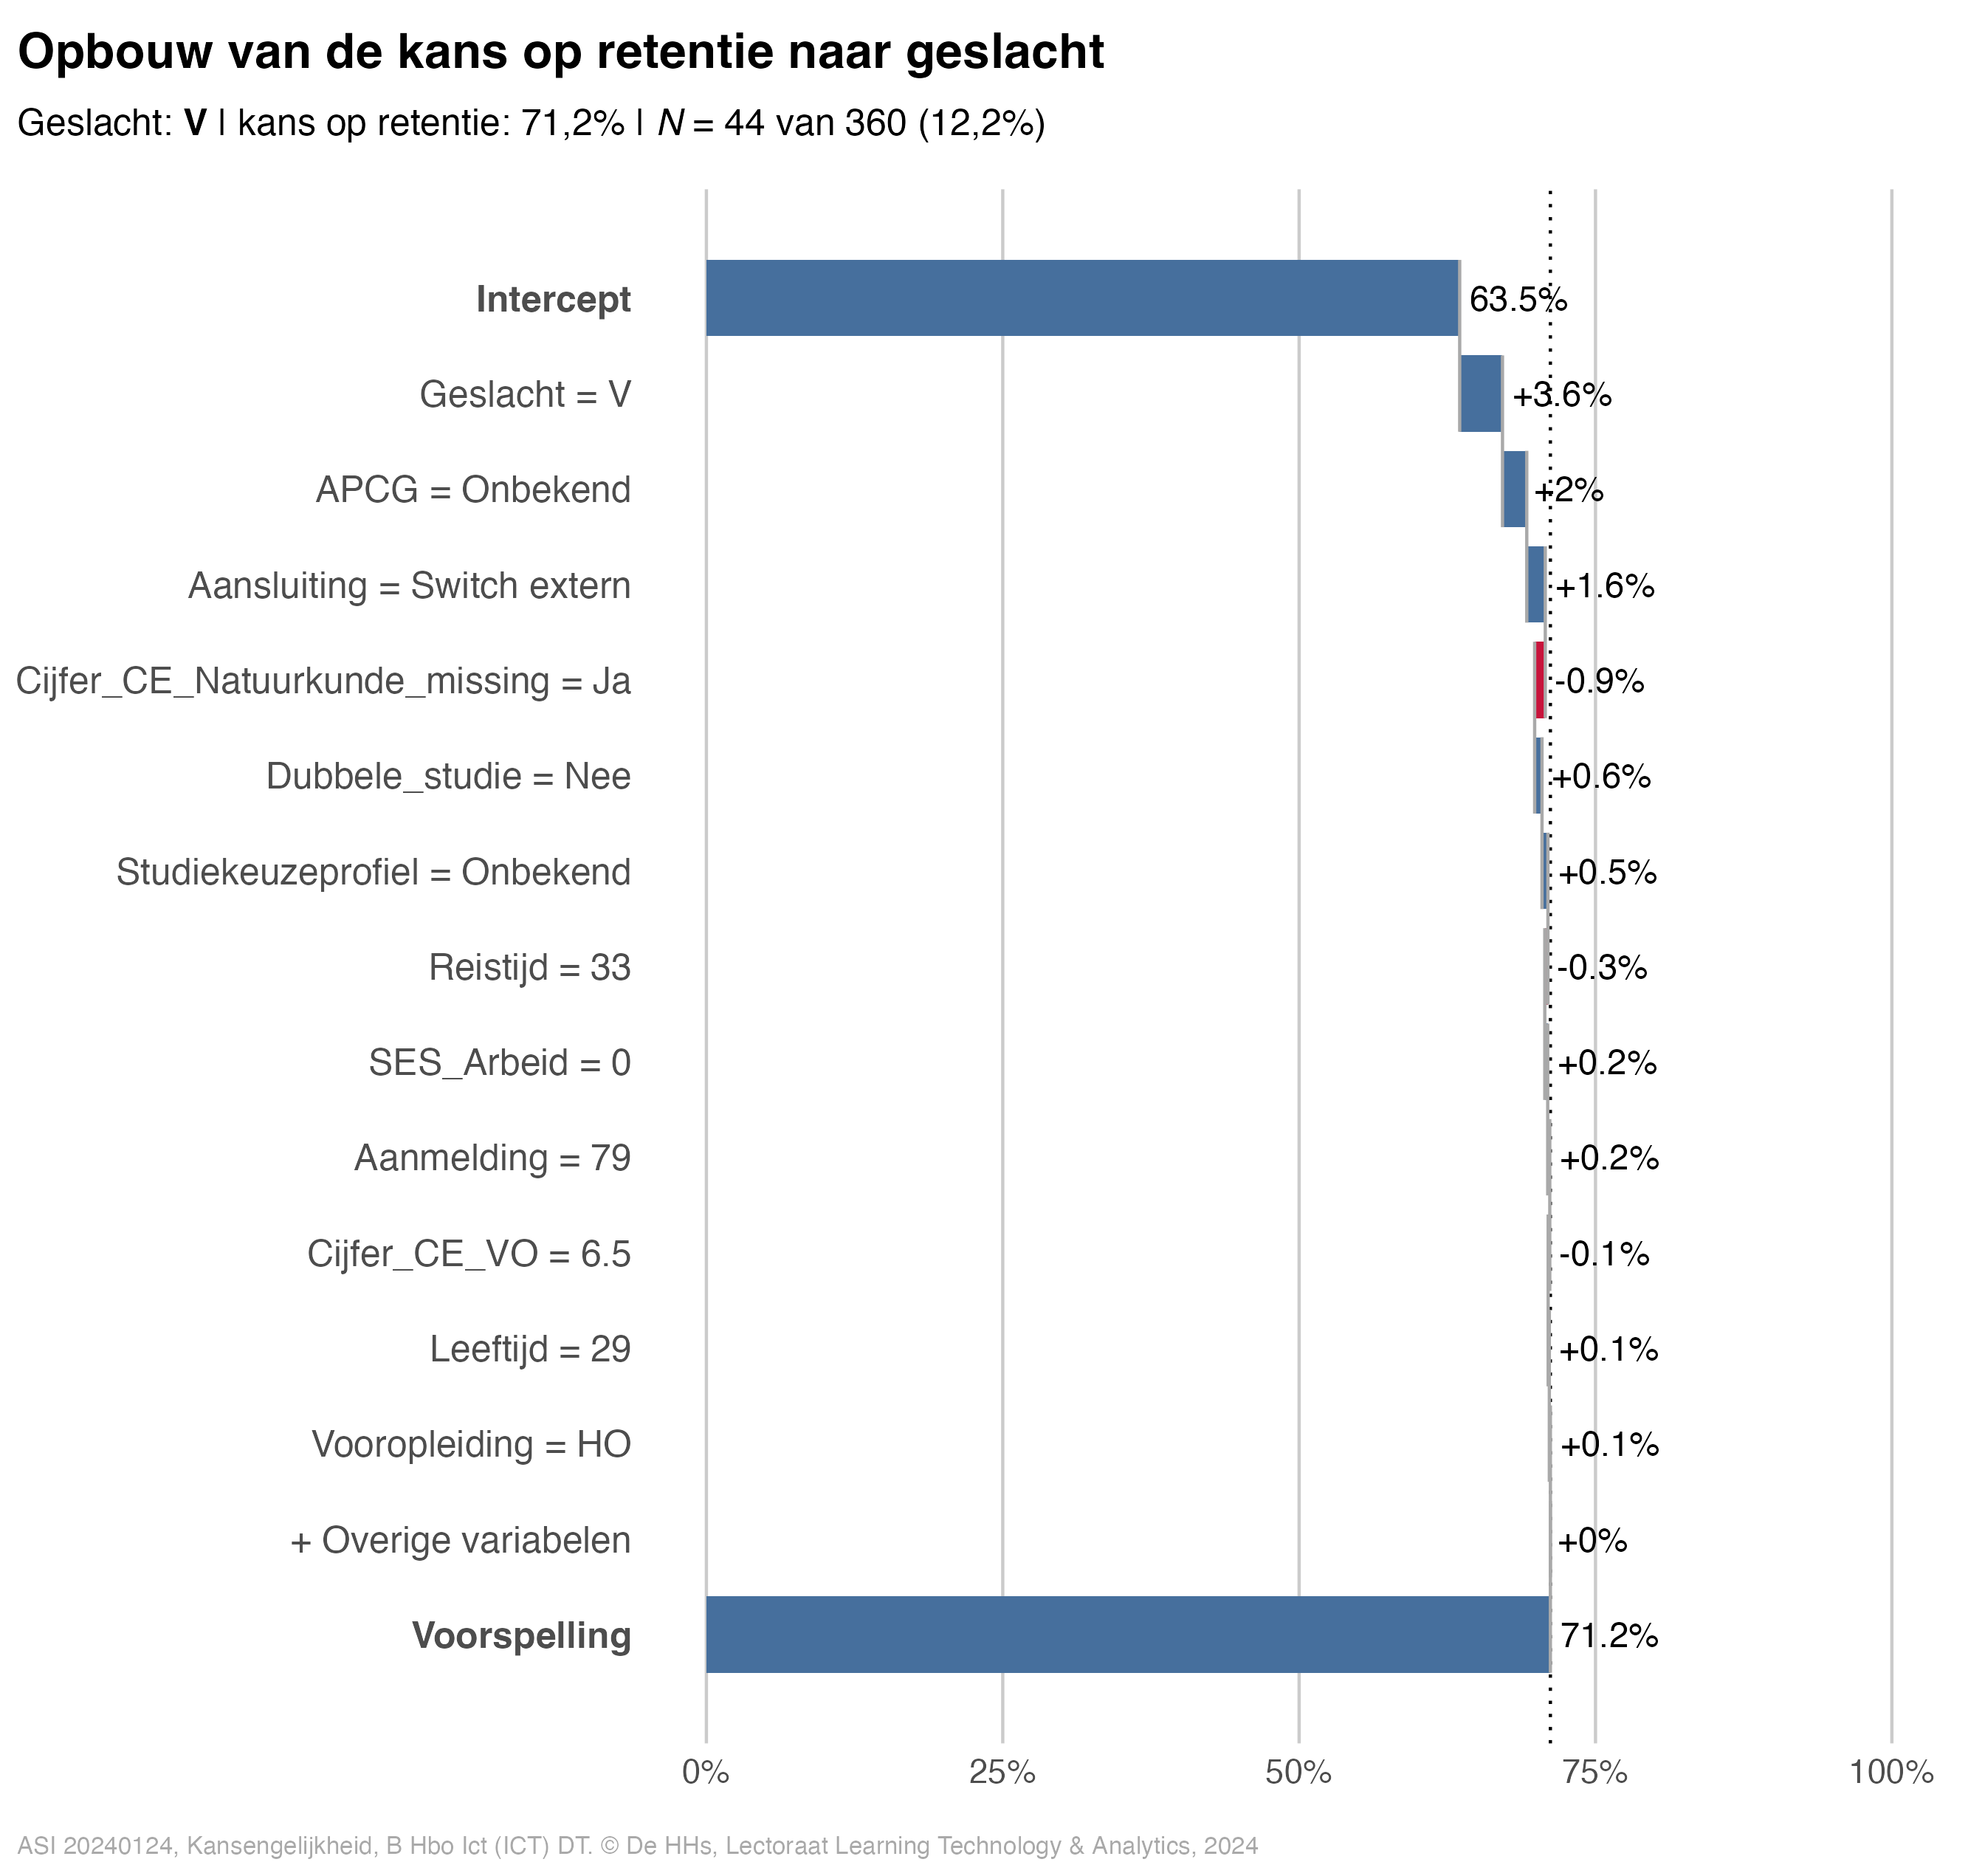 Opbouw van de kans op retentie naar geslacht
Geslacht: V | kans op retentie: 71,2% | N = 44 van 360 (12,2%)
Intercept 63.5%
Geslacht = V +3.6%
APCG = Onbekend +2%
Aansluiting = Switch extern +1.6%
Cijfer_CE_Natuurkunde_missing = Ja -0.9%
Dubbele_studie = Nee +0.6%
Studiekeuzeprofiel = Onbekend +0.5%
Reistijd = 33 -0.3%
SES_Arbeid = 0 +0.2%
Aanmelding = 79 +0.2%
Cijfer_CE_VO = 6.5 -0.1%
Leeftijd = 29 +0.1%
Vooropleiding = HO +0.1%
+ Overige variabelen +0%
Voorspelling 71.2%
0% 25% 50% 75% 100%
ASI 20240124, Kansengelijkheid, B Hbo Ict (ICT) DT. © De HHs, Lectoraat Learning Technology & Analytics, 2024